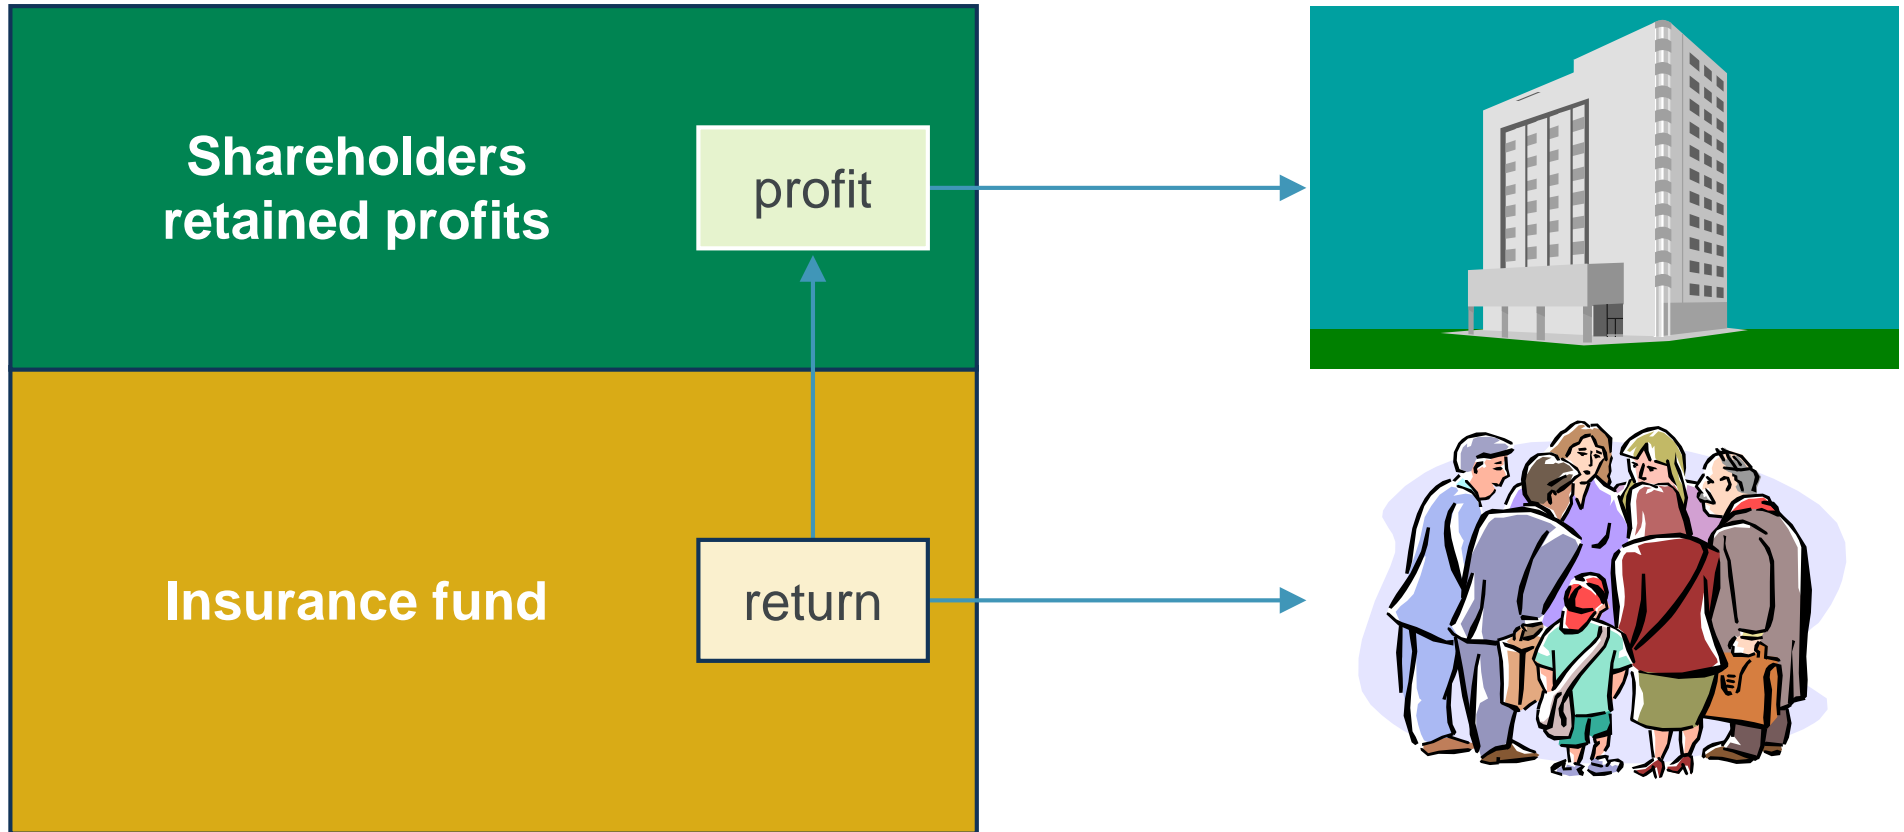 Shareholders
retained profits
profit
Insurance fund
return